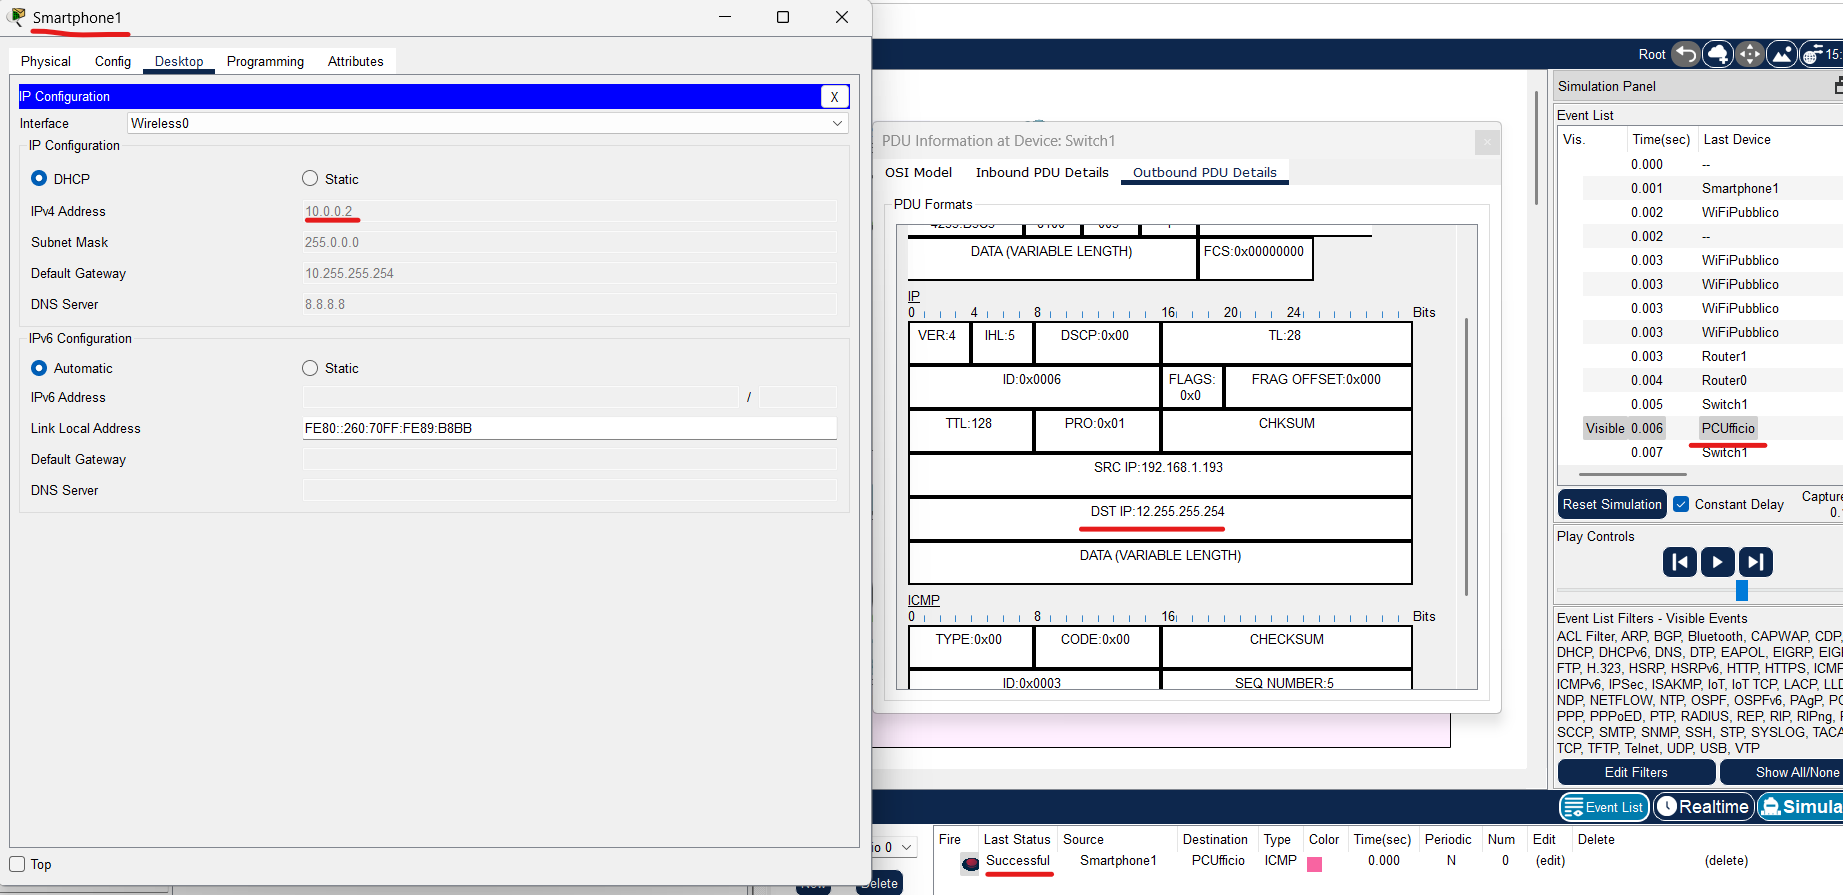 Smartphone1
Physical Config Desktop Programming Attributes
IP Configuration X
Interface Wireless0
IP Configuration
DHCP Static
IPv4 Address 10.0.0.2
Subnet Mask 255.0.0.0
Default Gateway 10.255.255.254
DNS Server 8.8.8.8
IPv6 Configuration
Automatic Static
IPv6 Address /
Link Local Address FE80::260:70FF:FE89:B8BB
Default Gateway
DNS Server
Top
PDU Information at Device: Switch1
OSI Model Inbound PDU Details Outbound PDU Details
PDU Formats
DATA (VARIABLE LENGTH) FCS:0x00000000
IP
0 4 8 16 20 24 Bits
VER:4 IHL:5 DSCP:0x00 TL:28
ID:0x0006 FLAGS: 0x0 FRAG OFFSET:0x000
TTL:128 PRO:0x01 CHKSUM
SRC IP:192.168.1.193
DST IP:12.255.255.254
DATA (VARIABLE LENGTH)
ICMP
0 8 16 Bits
TYPE:0x00 CODE:0x00 CHECKSUM
ID:0x0003 SEQ NUMBER:5
Root 15:
Simulation Panel
Event List
Vis. Time(sec) Last Device
0.000 --
0.001 Smartphone1
0.002 WiFiPubblico
0.002 --
0.003 WiFiPubblico
0.003 WiFiPubblico
0.003 WiFiPubblico
0.003 WiFiPubblico
0.003 Router1
0.004 Router0
0.005 Switch1
Visible 0.006 PCUfficio
0.007 Switch1
Reset Simulation Constant Delay Capture
0.
Play Controls
Event List Filters - Visible Events
ACL Filter, ARP, BGP, Bluetooth, CAPWAP, CDP,
DHCP, DHCPv6, DNS, DTP, EAPOL, EIGRP, EIG
FTP, H.323, HSRP, HSRPv6, HTTP, HTTPS, ICMP
ICMPv6, IPSec, ISAKMP, IoT, IoT TCP, LACP, LLD
NDP, NETFLOW, NTP, OSPF, OSPFv6, PAgP, PO
PPP, PPPoED, PTP, RADIUS, REP, RIP, RIPng,
SCCP, SMTP, SNMP, SSH, STP, SYSLOG, TACA
TCP, TFTP, Telnet, UDP, USB, VTP
Edit Filters Show All/None
Event List Realtime Simula
io 0
Delete
Fire Last Status Source Destination Type Color Time(sec) Periodic Num Edit Delete
Successful Smartphone1 PCUfficio ICMP 0.000 N 0 (edit) (delete)